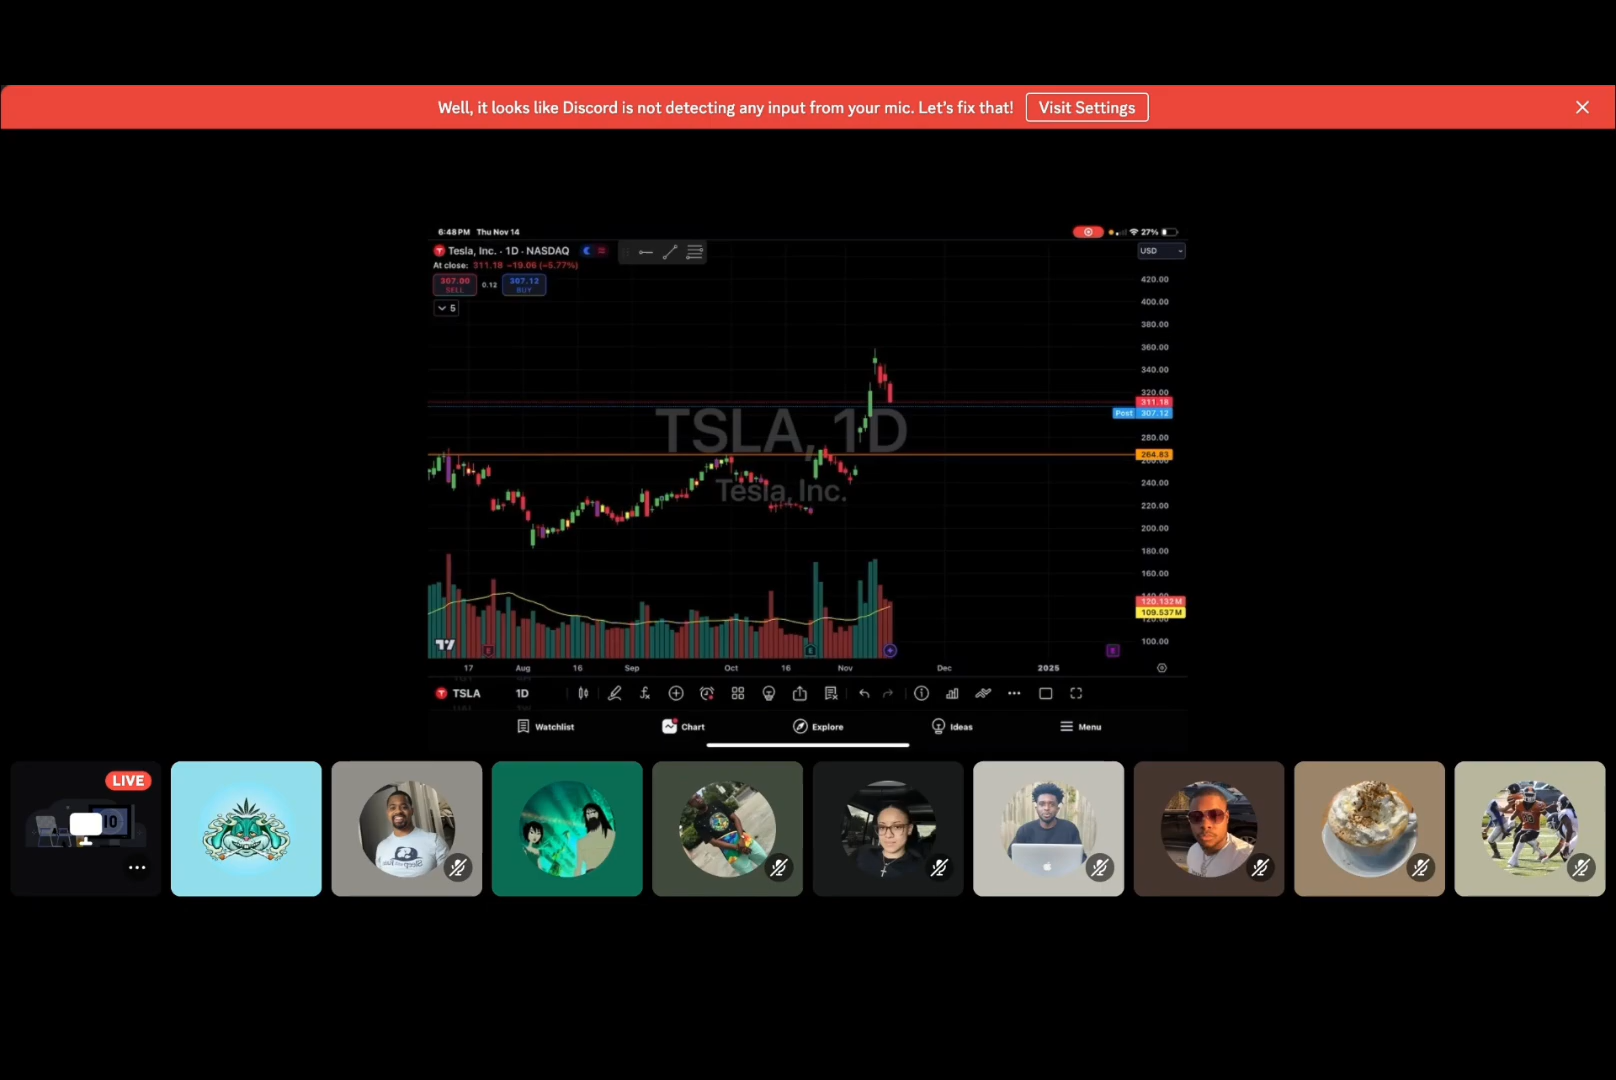 Well, it looks like Discord is not detecting any input from your mic. Let's fix that!
Visit Settings
6:48 PM Thu Nov 14
27%
Tesla, Inc. · 1D · NASDAQ
USD
At close: 311.18 −19.06 (−5.77%)
307.00
SELL
0.12
307.12
BUY
5
420.00
400.00
380.00
360.00
340.00
320.00
311.18
Post 307.12
280.00
264.83
240.00
220.00
200.00
180.00
160.00
120.132M
109.537M
100.00
TSLA, 1D
Tesla, Inc.
17 Aug 16 Sep Oct 16 Nov Dec 2025
TSLA 1D
Watchlist Chart Explore Ideas Menu
LIVE